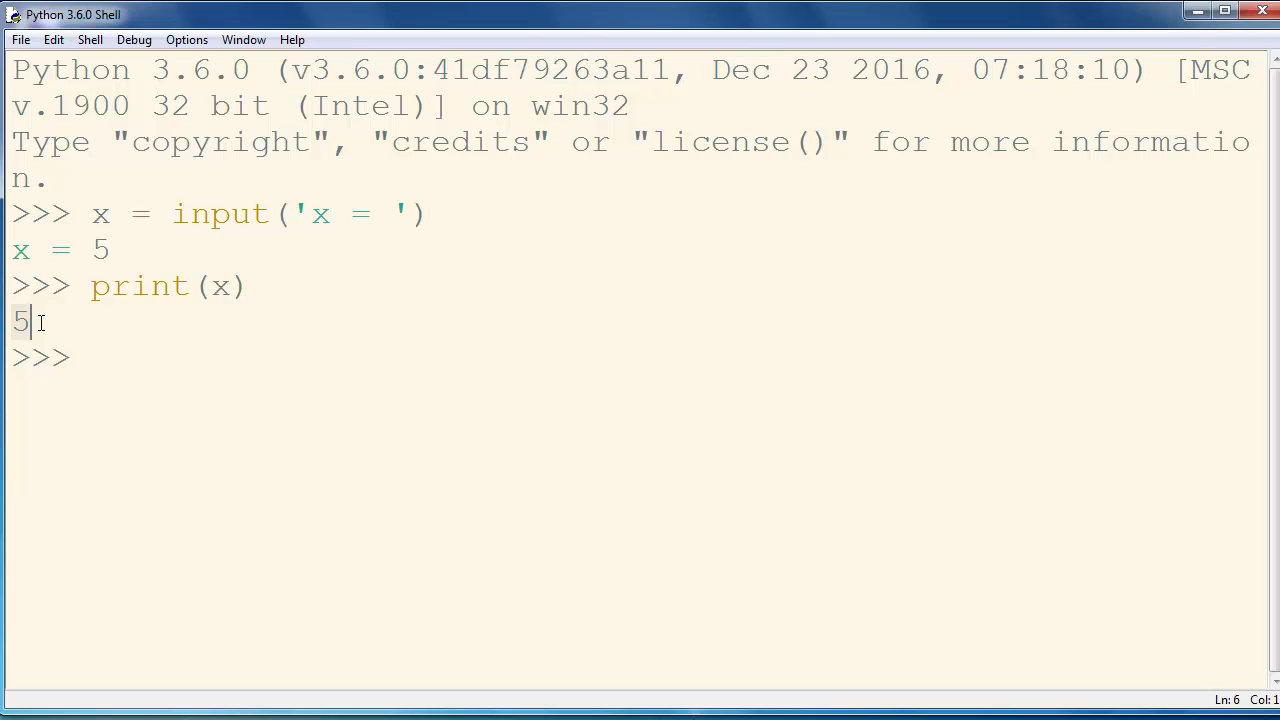 Python 3.6.0 Shell
File Edit Shell Debug Options Window Help
Python 3.6.0 (v3.6.0:41df79263a11, Dec 23 2016, 07:18:10) [MSC
v.1900 32 bit (Intel)] on win32
Type "copyright", "credits" or "license()" for more informatio
n.
>>> x = input('x = ')
x = 5
>>> print(x)
5
>>>
Ln: 6 Col: 1